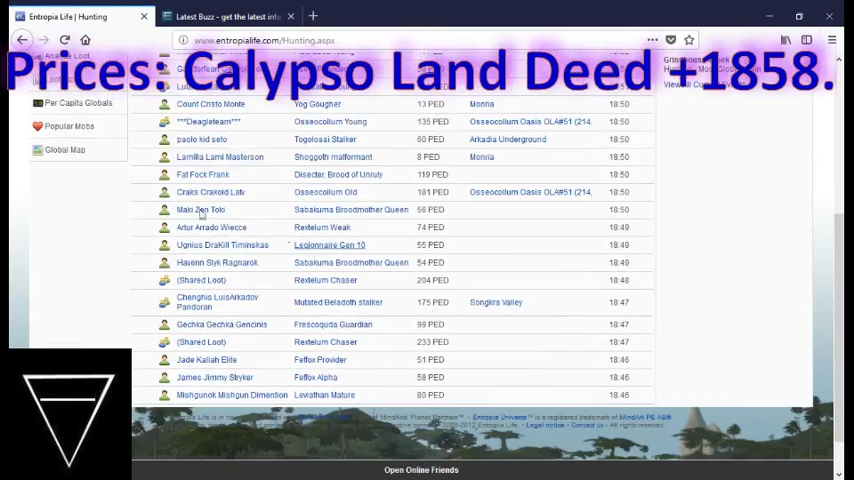 Entropia Life | Hunting
Latest Buzz - get the latest info
www.entropialife.com/Hunting.aspx
Prices: Calypso Land Deed +1858.
Per Capita Globals
Popular Mobs
Global Map
Count Cristo Monte Yog Gougher 13 PED Monria 18:50
***Deagleteam*** Osseocollum Young 135 PED Osseocollum Oasis OLA#51 (214, 18:50
paolo kid seto Togolossi Stalker 60 PED Arkadia Underground 18:50
Lamilla Lami Masterson Shoggoth malformant 8 PED Monria 18:50
Fat Fock Frank Disecter, Brood of Unruly 119 PED 18:50
Craks Crakoid Latv Osseocollum Old 181 PED Osseocollum Oasis OLA#51 (214, 18:50
Maki Zen Toki Sabakuma Broodmother Queen 56 PED 18:50
Artur Arrado Wiecce Rextelum Weak 74 PED 18:49
Ugnius DraKill Timinskas Legionnaire Gen 10 55 PED 18:49
Havenn Slyk Ragnarok Sabakuma Broodmother Queen 54 PED 18:49
(Shared Loot) Rextelum Chaser 204 PED 18:48
Chenghis LuisArkadov
Pandoran Mutated Beladoth stalker 175 PED Songkra Valley 18:47
Gechka Gechka Gencinis Frescoquda Guardian 99 PED 18:47
(Shared Loot) Rextelum Chaser 233 PED 18:47
Jade Kaliah Elite Feffox Provider 51 PED 18:46
James Jimmy Stryker Feffox Alpha 58 PED 18:46
Mishgunok Mishgun Dimention Leviathan Mature 80 PED 18:46
Entropia Universe
Legal notice - Contact us
Open Online Friends